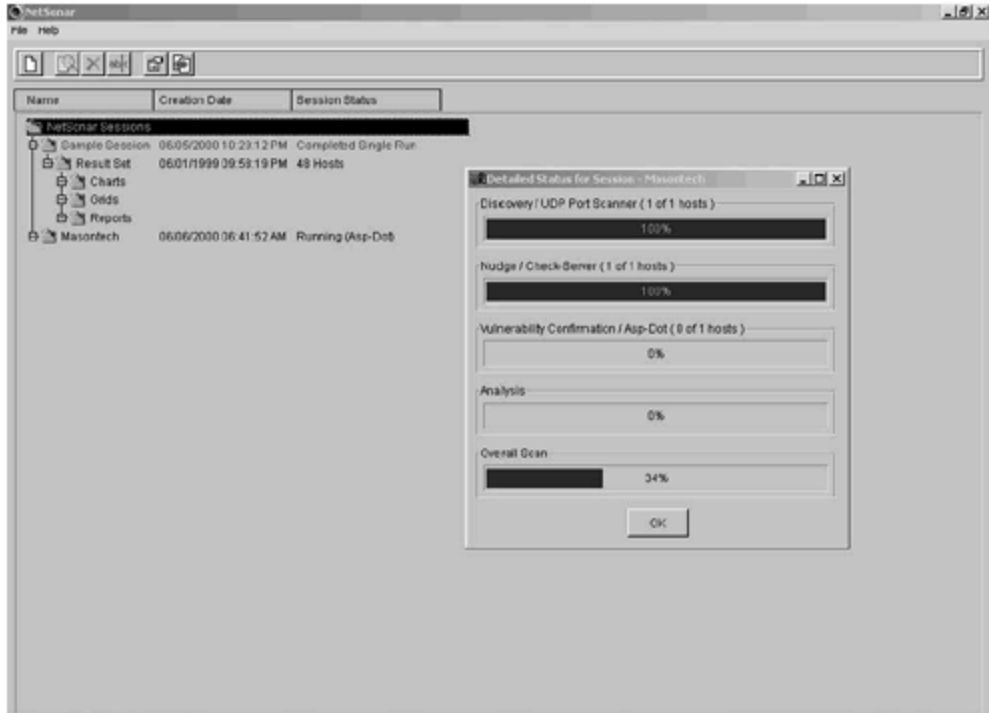 NetSonar
File Help
Name Creation Date Session Status
NetSonar Sessions
Sample Session 06/05/2000 10:29:12 PM Completed Single Run
Result Set 06/01/1999 09:59:19 PM 48 Hosts
Charts
Grids
Reports
Masontech 06/06/2000 06:41:52 AM Running (Asp-Dot)
Detailed Status for Session - Masontech
Discovery / UDP Port Scanner ( 1 of 1 hosts )
100%
Nudge / Check-Server ( 1 of 1 hosts )
100%
Vulnerability Confirmation / Asp-Dot ( 0 of 1 hosts )
0%
Analysis
0%
Overall Scan
34%
OK